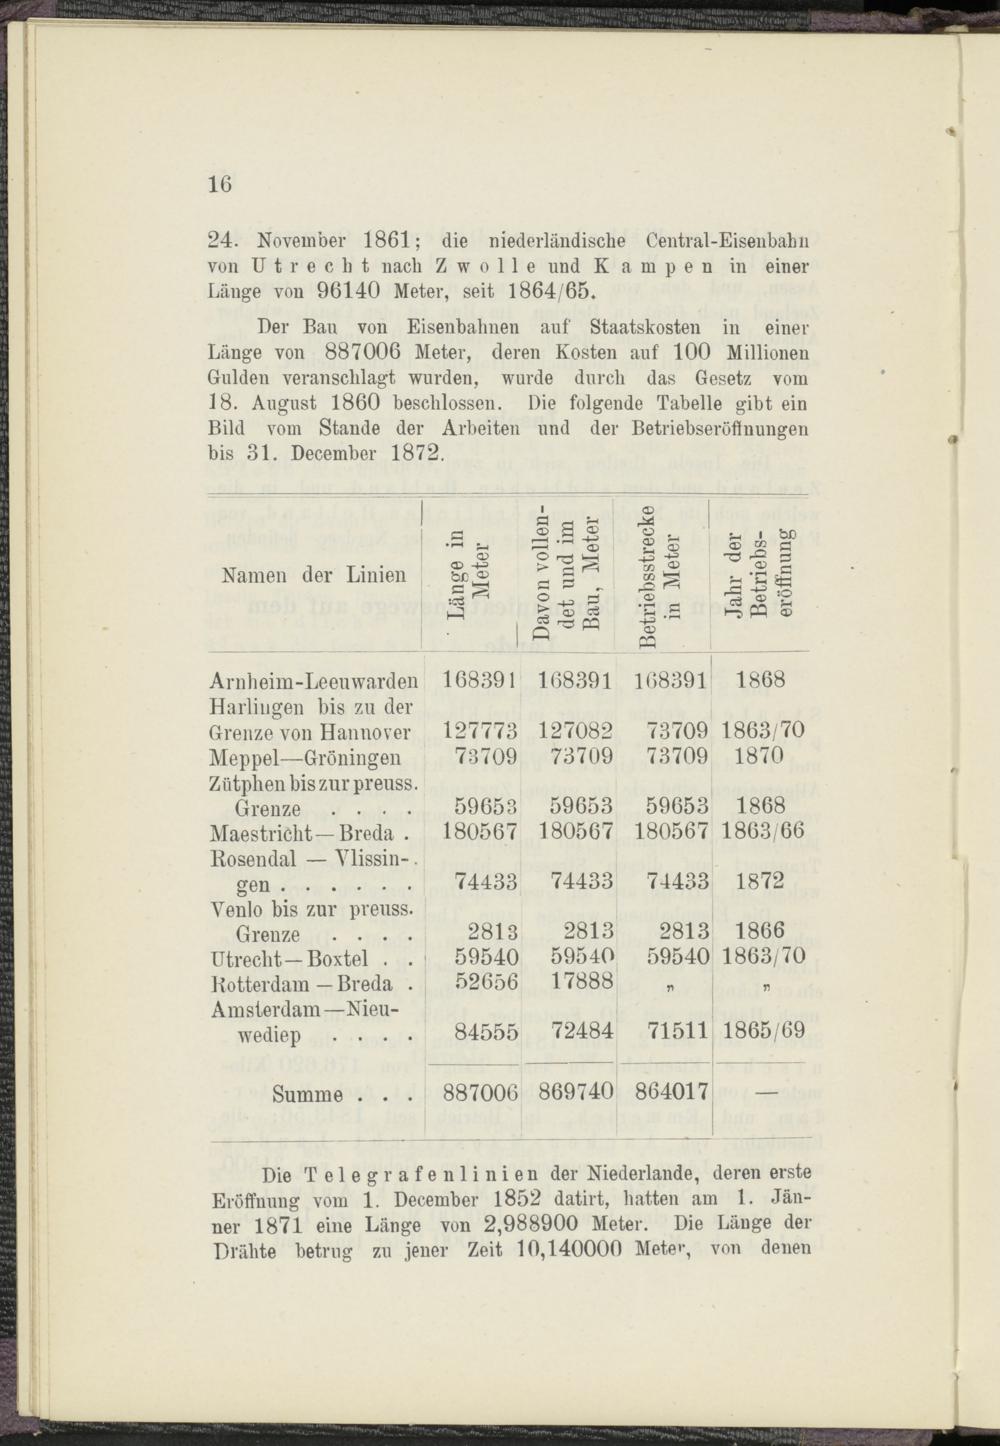 16
24. November 1861; die niederländische Central-Eisenbahn
von Utrecht nach Zwolle und Kampen in einer
Länge von 96140 Meter, seit 1864/65.
Der Bau von Eisenbahnen auf Staatskosten in einer
Länge von 887006 Meter, deren Kosten auf 100 Millionen
Gulden veranschlagt wurden, wurde durch das Gesetz vom
18. August 1860 beschlossen. Die folgende Tabelle gibt ein
Bild vom Stande der Arbeiten und der Betriebseröffnungen
bis 31. December 1872.
Namen der Linien
Länge in
Meter
Davon vollen-
det und im
Bau, Meter
Betriebsstrecke
in Meter
Jahr der
Betriebs-
eröffnung
Arnheim-Leeuwarden 168391 168391 168391 1868
Harlingen bis zu der
Grenze von Hannover 127773 127082 73709 1863/70
Meppel—Gröningen 73709 73709 73709 1870
Zütphen bis zur preuss.
Grenze . . . . 59653 59653 59653 1868
Maestricht—Breda . 180567 180567 180567 1863/66
Rosendal — Vlissin-
gen . . . . . . 74433 74433 74433 1872
Venlo bis zur preuss.
Grenze . . . . 2813 2813 2813 1866
Utrecht—Boxtel . . 59540 59540 59540 1863/70
Rotterdam — Breda . 52656 17888 „ „
Amsterdam—Nieu-
wediep . . . . 84555 72484 71511 1865/69
Summe . . . 887006 869740 864017 —
Die Telegrafenlinien der Niederlande, deren erste
Eröffnung vom 1. December 1852 datirt, hatten am 1. Jän-
ner 1871 eine Länge von 2,988900 Meter. Die Länge der
Drähte betrug zu jener Zeit 10,140000 Meter, von denen